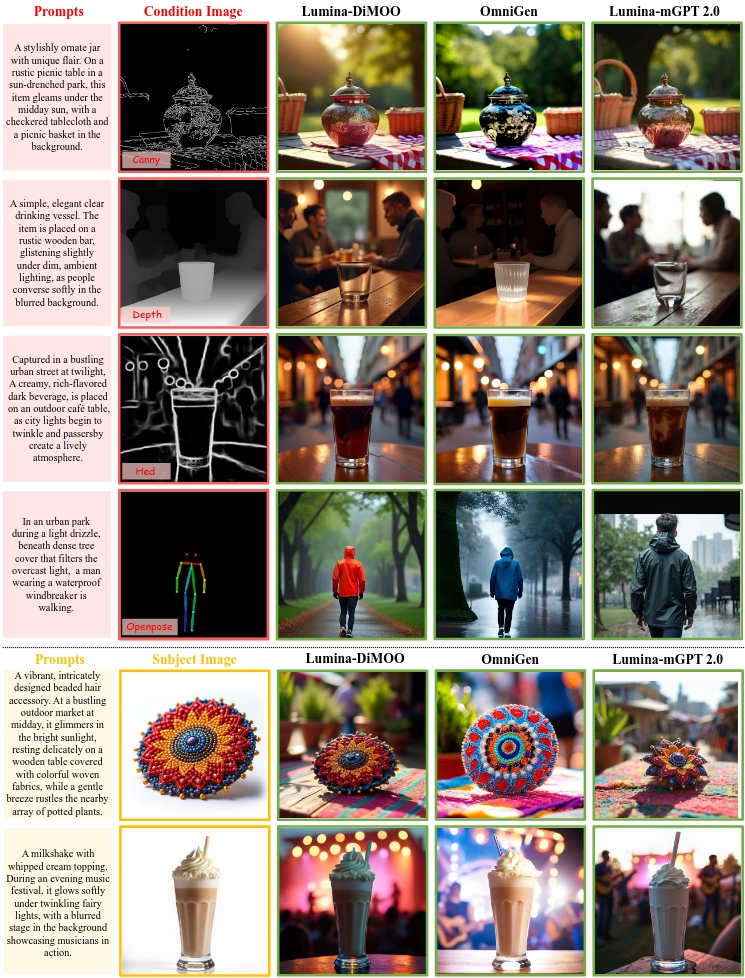 Prompts Condition Image Lumina-DiMOO OmniGen Lumina-mGPT 2.0
A stylishly ornate jar
with unique flair. On a
rustic picnic table in a
sun-drenched park, this
item gleams under the
midday sun, with a
checkered tablecloth and
a picnic basket in the
background.
Canny
A simple, elegant clear
drinking vessel. The
item is placed on a
rustic wooden bar,
glistening slightly
under dim, ambient
lighting, as people
converse softly in the
blurred background.
Depth
Captured in a bustling
urban street at twilight,
A creamy, rich-flavored
dark beverage, is placed
on an outdoor café table,
as city lights begin to
twinkle and passersby
create a lively
atmosphere.
Hed
In an urban park
during a light drizzle,
beneath dense tree
cover that filters the
overcast light, a man
wearing a waterproof
windbreaker is
walking.
Openpose
Prompts Subject Image Lumina-DiMOO OmniGen Lumina-mGPT 2.0
A vibrant, intricately
designed beaded hair
accessory. At a bustling
outdoor market at
midday, it glimmers in
the bright sunlight,
resting delicately on a
wooden table covered
with colorful woven
fabrics, while a gentle
breeze rustles the nearby
array of potted plants.
A milkshake with
whipped cream topping.
During an evening music
festival, it glows softly
under twinkling fairy
lights, with a blurred
stage in the background
showcasing musicians in
action.